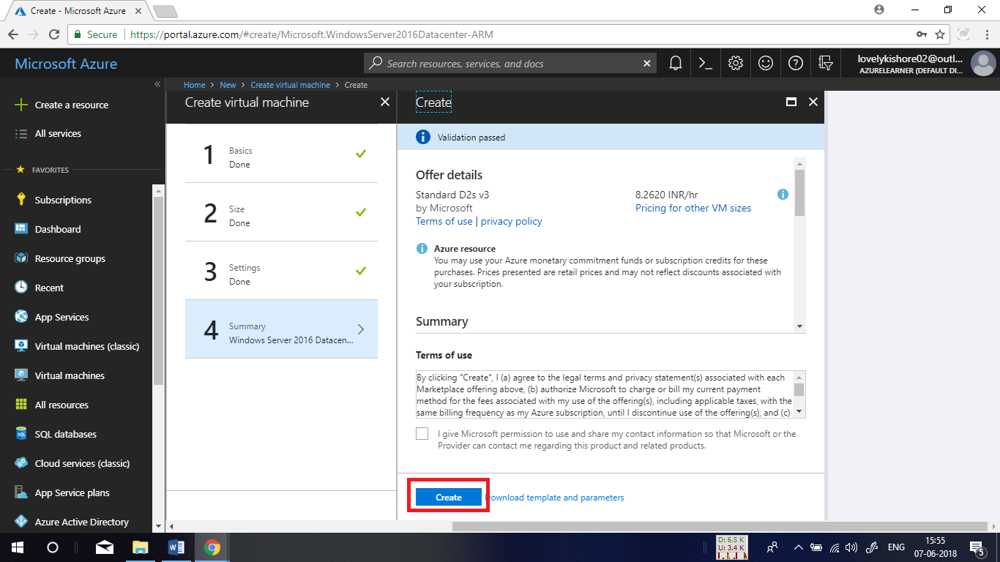 Create - Microsoft Azure
Secure
https://portal.azure.com/#create/Microsoft.WindowsServer2016Datacenter-ARM
Microsoft Azure
Search resources, services, and docs
lovelykishore02@outl...
AZURELEARNER (DEFAULT DI...
Create a resource
All services
FAVORITES
Subscriptions
Dashboard
Resource groups
Recent
App Services
Virtual machines (classic)
Virtual machines
All resources
SQL databases
Cloud services (classic)
App Service plans
Azure Active Directory
Home > New > Create virtual machine > Create
Create virtual machine
1
Basics
Done
2
Size
Done
3
Settings
Done
4
Summary
Windows Server 2016 Datacen...
Create
Validation passed
Offer details
Standard D2s v3
by Microsoft
Terms of use | privacy policy
8.2620 INR/hr
Pricing for other VM sizes
Azure resource
You may use your Azure monetary commitment funds or subscription credits for these
purchases. Prices presented are retail prices and may not reflect discounts associated with
your subscription.
Summary
Terms of use
By clicking "Create", I (a) agree to the legal terms and privacy statement(s) associated with each
Marketplace offering above, (b) authorize Microsoft to charge or bill my current payment
method for the fees associated with my use of the offering(s), including applicable taxes, with the
same billing frequency as my Azure subscription, until I discontinue use of the offering(s), and (c)
I give Microsoft permission to use and share my contact information so that Microsoft or the
Provider can contact me regarding this product and related products.
Create
Download template and parameters
D: 6.5 K
U: 3.4 K
ENG
15:55
07-06-2018
5